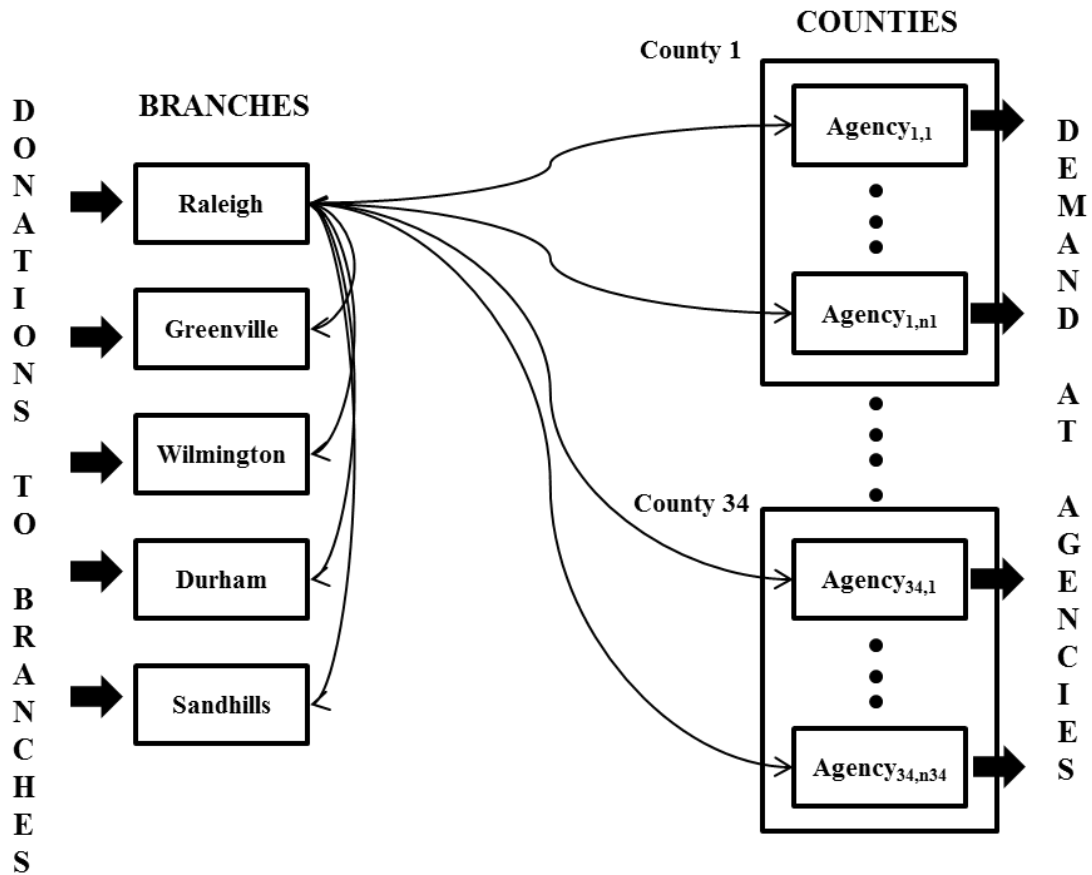 DONATIONS TO BRANCHES
BRANCHES
Raleigh
Greenville
Wilmington
Durham
Sandhills
COUNTIES
County 1
Agency1,1
Agency1,n1
County 34
Agency34,1
Agency34,n34
DEMAND AT AGENCIES